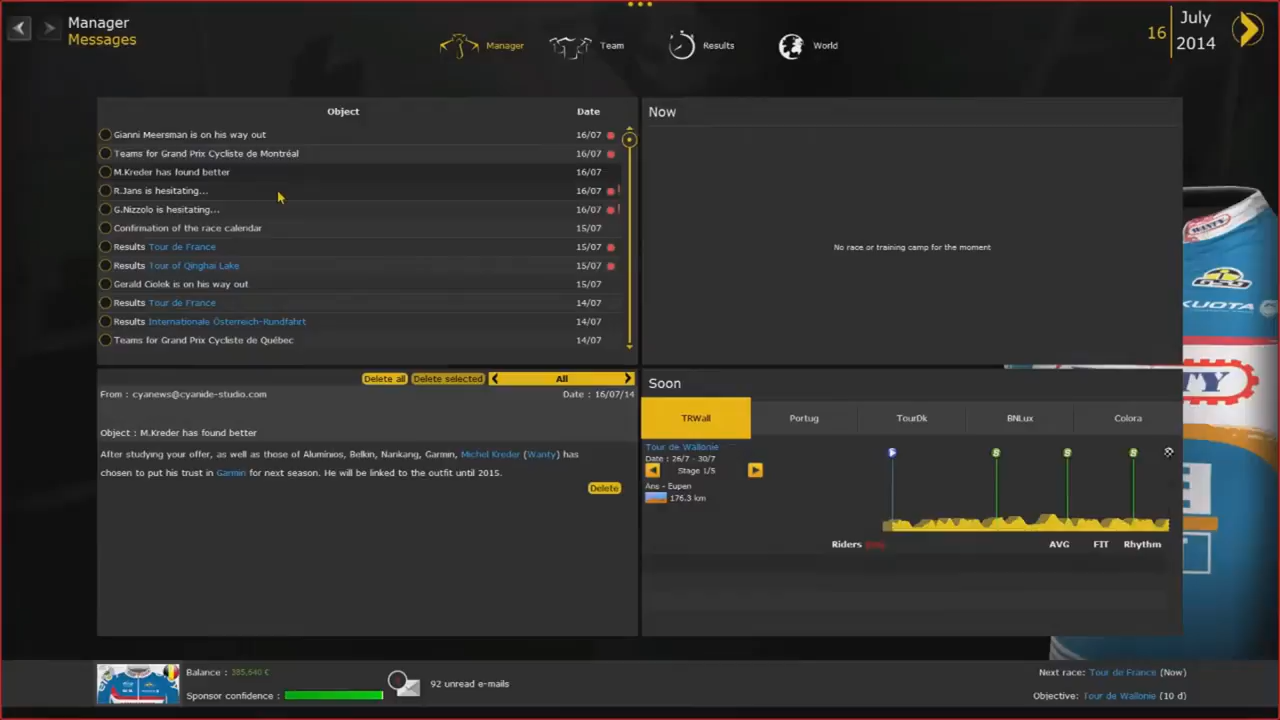 Manager
Messages
Manager
Team
Results
World
16
July
2014
Object
Date
Gianni Meersman is on his way out 16/07
Teams for Grand Prix Cycliste de Montréal 16/07
M.Kreder has found better 16/07
R.Jans is hesitating... 16/07 !
G.Nizzolo is hesitating... 16/07 !
Confirmation of the race calendar 15/07
Results Tour de France 15/07
Results Tour of Qinghai Lake 15/07
Gerald Ciolek is on his way out 15/07
Results Tour de France 14/07
Results Internationale Österreich-Rundfahrt 14/07
Teams for Grand Prix Cycliste de Québec 14/07
Delete all
Delete selected
All
From : cyanews@cyanide-studio.com
Date : 16/07/14
Object : M.Kreder has found better
After studying your offer, as well as those of Aluminios, Belkin, Nankang, Garmin, Michel Kreder (Wanty) has
chosen to put his trust in Garmin for next season. He will be linked to the outfit until 2015.
Delete
Now
No race or training camp for the moment
Soon
TRWall
Portug
TourDk
BNLux
Colora
Tour de Wallonie
Date : 26/7 - 30/7
Stage 1/5
Ans - Eupen
176.3 km
S
S
S
Riders
AVG
FIT
Rhythm
KUOTA
Balance : 385,640 €
Sponsor confidence :
92 unread e-mails
Next race: Tour de France (Now)
Objective: Tour de Wallonie (10 d)